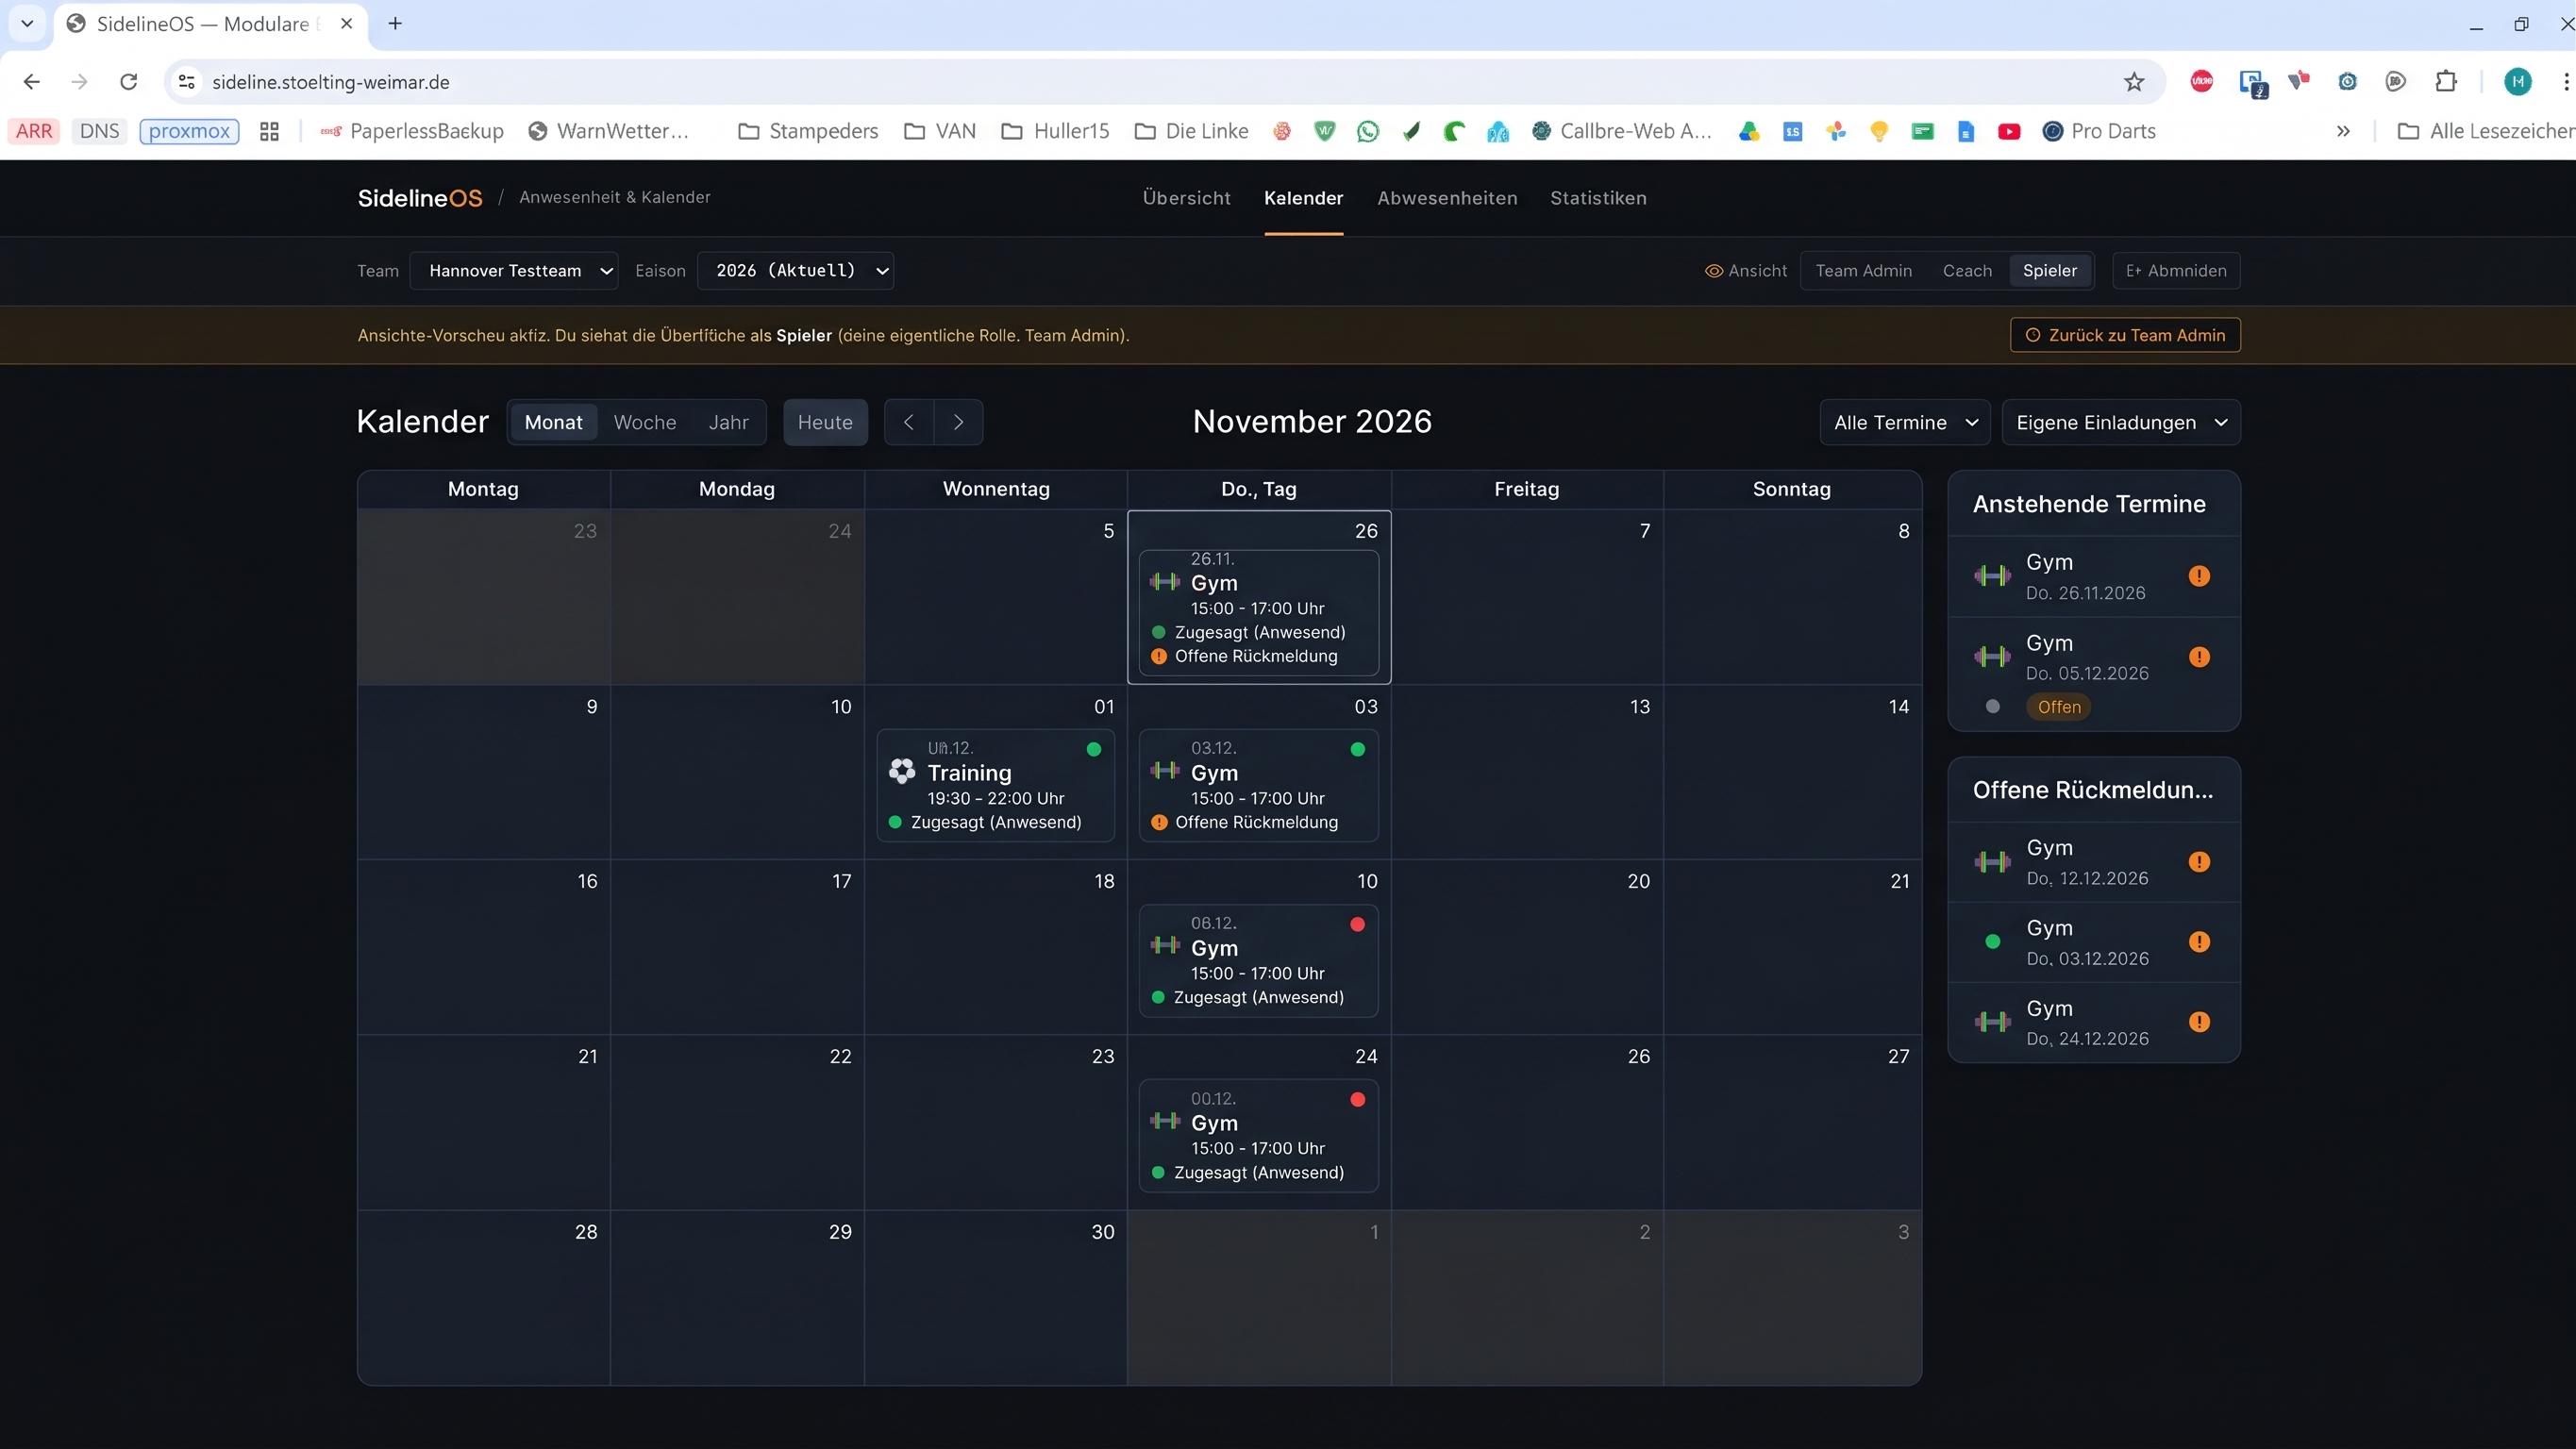 SidelineOS — Modulare
sideline.stoelting-weimar.de
ARR DNS proxmox PaperlessBaekup WarnWetter... Stampeders VAN Huller15 Die Linke Callbre-Web A... Pro Darts » Alle Lesezeichen
SidelineOS / Anwesenheit & Kalender Übersicht Kalender Abwesenheiten Statistiken
Team Hannover Testteam Eaison 2026 (Aktuell) Ansicht Team Admin Ceach Spieler Abmniden
Ansichte-Vorscheu akfiz. Du siehat die als Spieler (deine eigentliche Rolle. Team Admin). Zurück zu Team Admin
Kalender Monat Woche Jahr Heute November 2026 Alle Termine Eigene Einladungen
Montag Mondag Wonnentag Do., Tag Freitag Sonntag
23 24 5 26 7 8
26.11.
Gym
15:00 - 17:00 Uhr
Zugesagt (Anwesend)
Offene Rückmeldung
9 10 01 03 13 14
Training
19:30 - 22:00 Uhr
Zugesagt (Anwesend)
03.12.
Gym
15:00 - 17:00 Uhr
Offene Rückmeldung
16 17 18 10 20 21
06.12.
Gym
15:00 - 17:00 Uhr
Zugesagt (Anwesend)
21 22 23 24 26 27
00.12.
Gym
15:00 - 17:00 Uhr
Zugesagt (Anwesend)
28 29 30 1 2 3
Anstehende Termine
Gym
Do. 26.11.2026
Gym
Do. 05.12.2026
Offen
Offene Rückmeldun...
Gym
Do, 12.12.2026
Gym
Do, 03.12.2026
Gym
Do, 24.12.2026